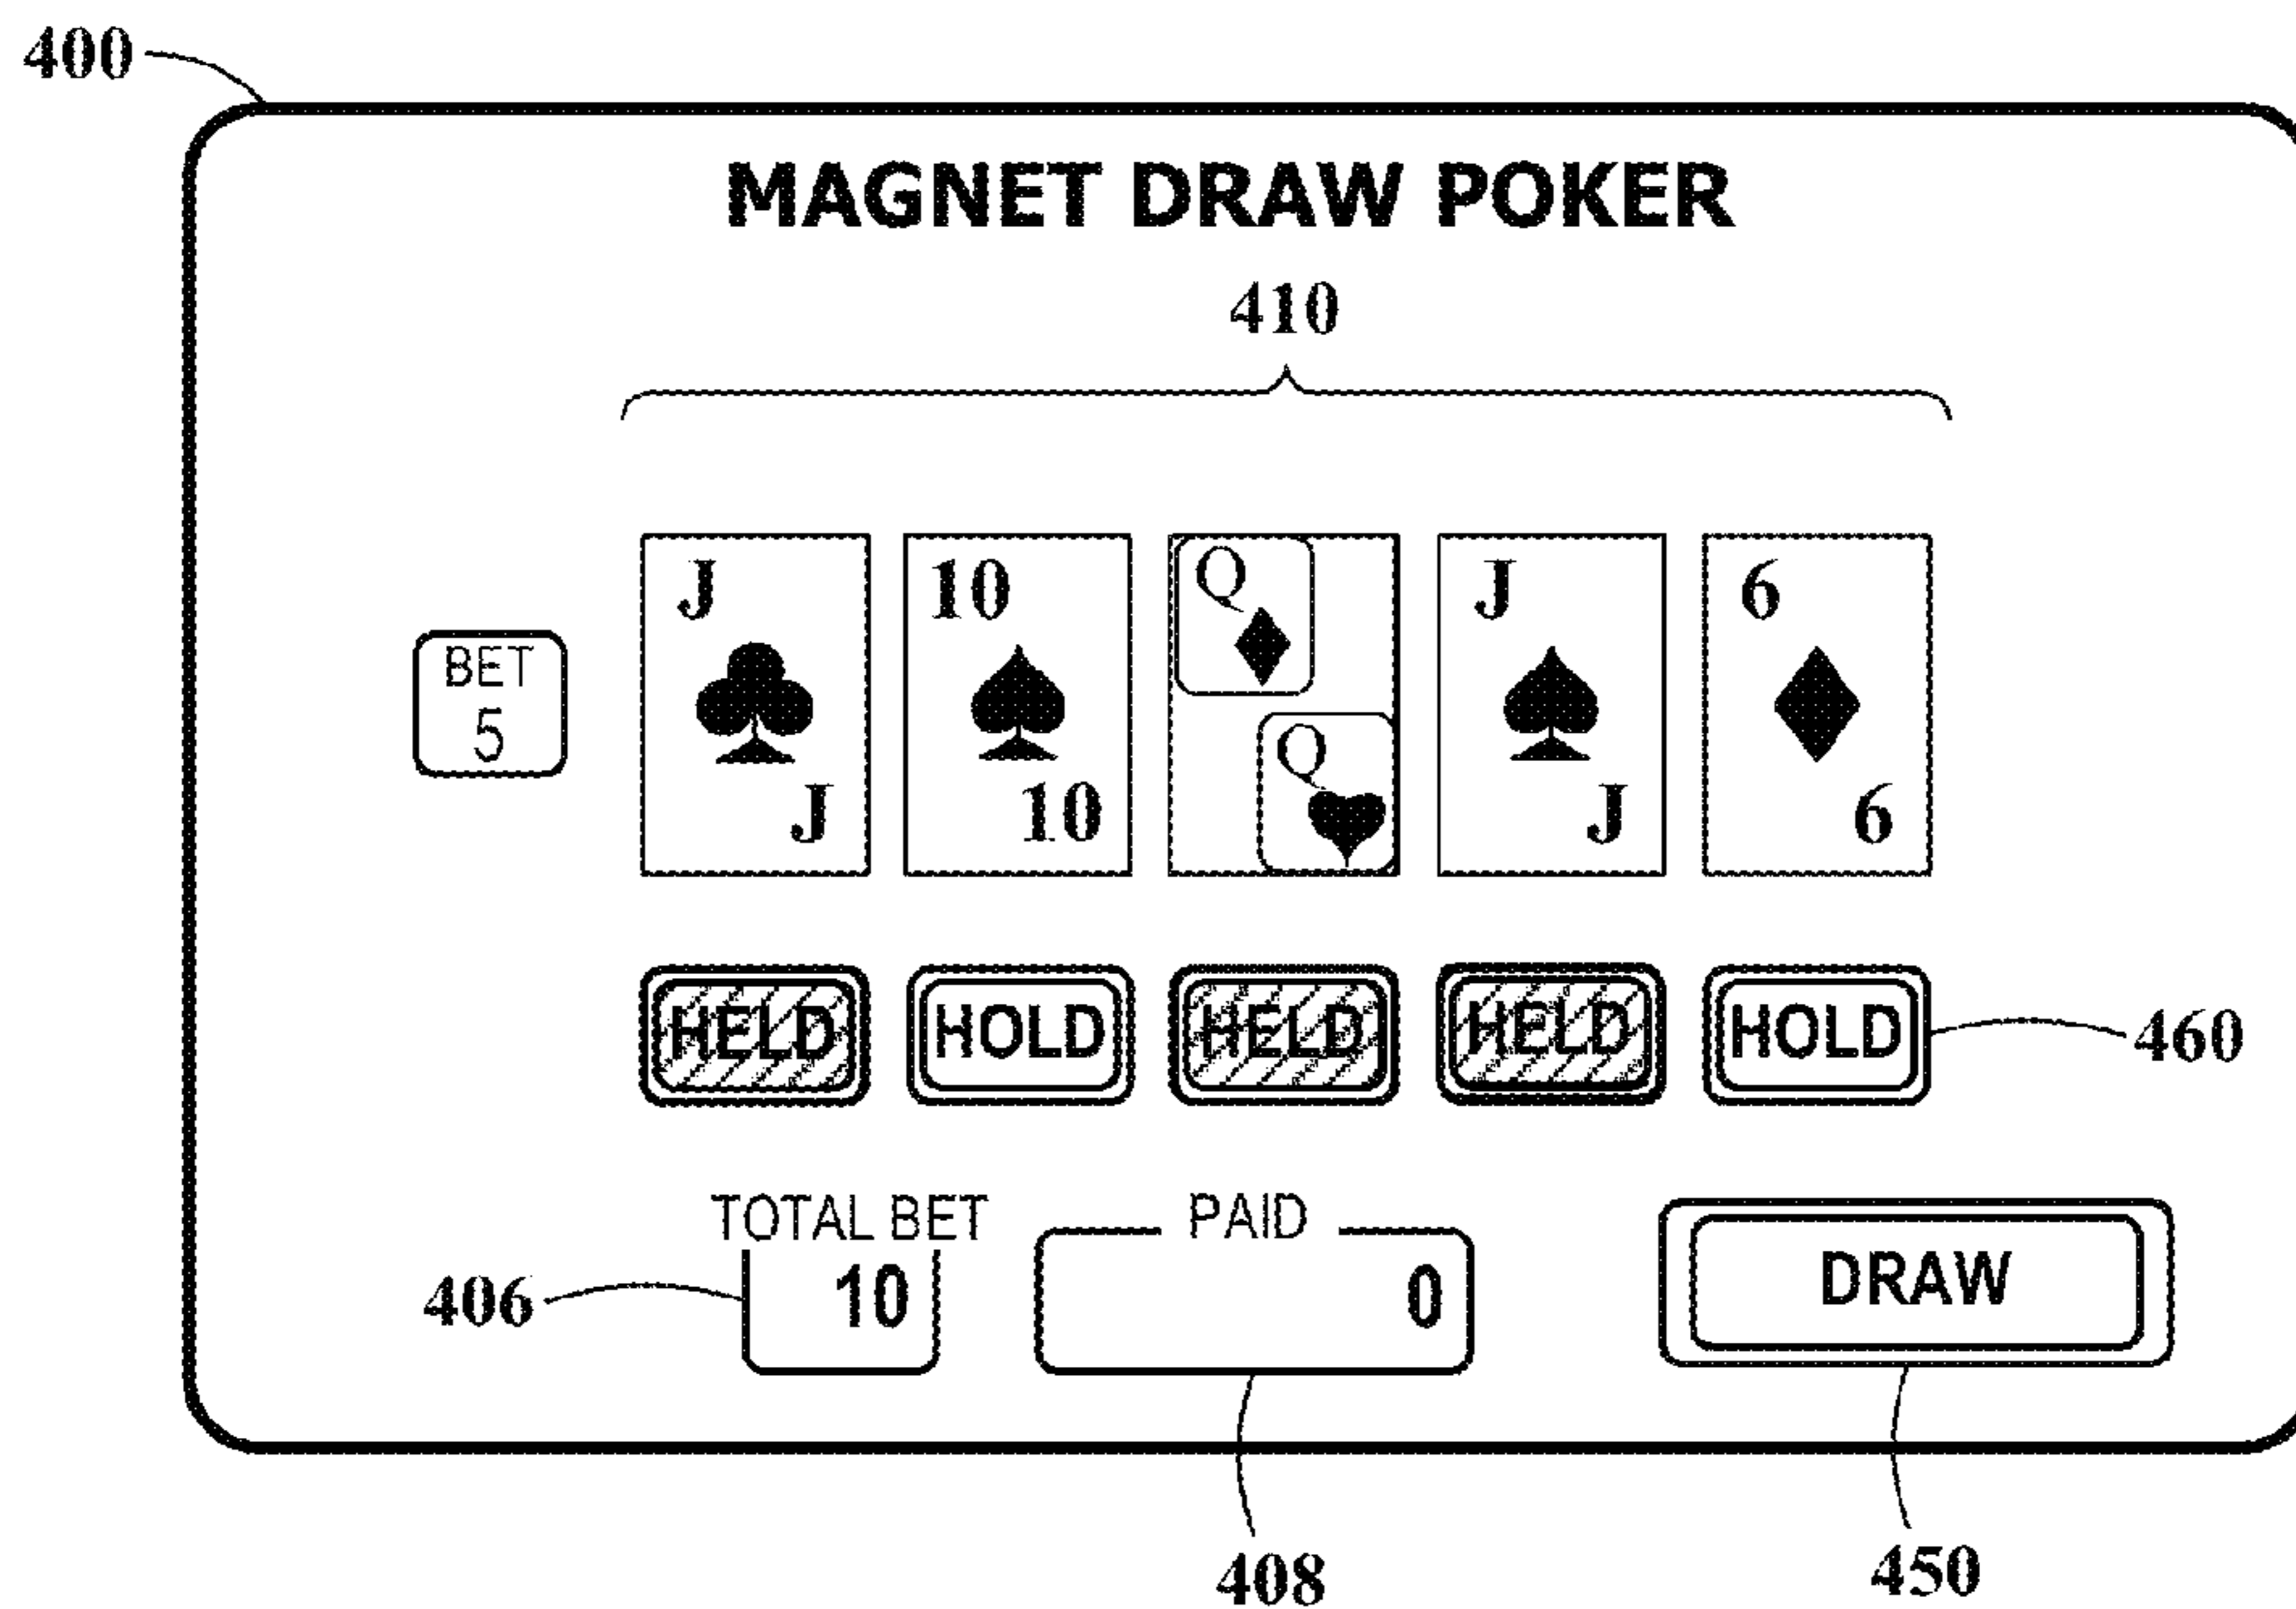 400
MAGNET DRAW POKER
410
J 10 Q J 6
BET
5
Q
J 10 J 6
HELD HOLD HELD HELD HOLD
460
TOTAL BET PAID
406 10 0 DRAW
408 450